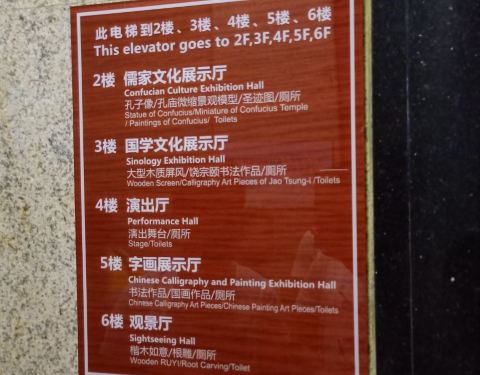 此电梯到2楼、3楼、4楼、5楼、6楼
This elevator goes to 2F,3F,4F,5F,6F
2楼 儒家文化展示厅
Confucian Culture Exhibition Hall
孔子像/孔庙微缩景观模型/圣迹图/厕所
Statue of Confucius/Miniature of Confucius Temple
/ Paintings of Confucius/ Toilets
3楼 国学文化展示厅
Sinology Exhibition Hall
大型木质屏风/饶宗颐书法作品/厕所
Wooden Screen/Calligraphy Art Pieces of Jao Tsung-i /Toilets
4楼 演出厅
Performance Hall
演出舞台/厕所
Stage/Toilets
5楼 字画展示厅
Chinese Calligraphy and Painting Exhibition Hall
书法作品/国画作品/厕所
Chinese Calligraphy Art Pieces/Chinese Painting Art Pieces/Toilets
6楼 观景厅
Sightseeing Hall
楷木如意/根雕/厕所
Wooden RUYI/Root Carving/Toilet